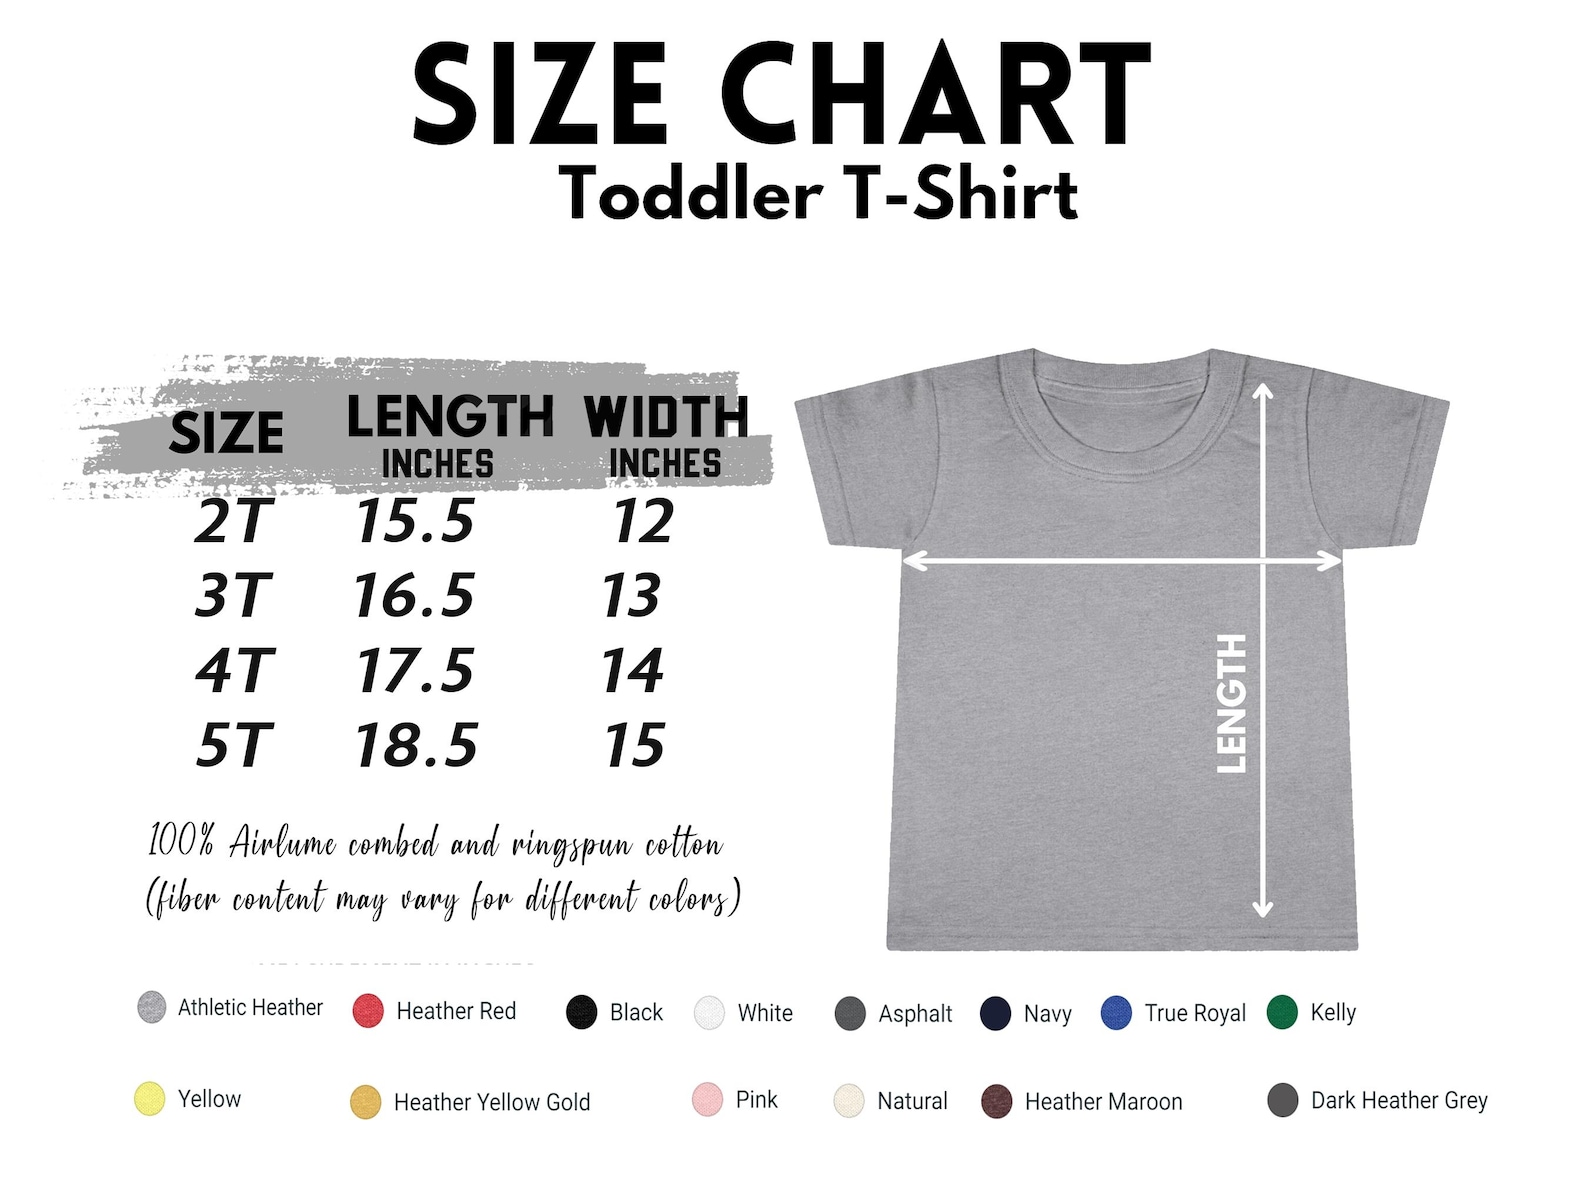 SIZE CHART
Toddler T-Shirt
SIZE LENGTH WIDTH
INCHES INCHES
2T 15.5 12
3T 16.5 13
4T 17.5 14
5T 18.5 15
100% Airlume combed and ringspun cotton
(fiber content may vary for different colors)
LENGTH
Athletic Heather Heather Red Black White Asphalt Navy True Royal Kelly
Yellow Heather Yellow Gold Pink Natural Heather Maroon Dark Heather Grey